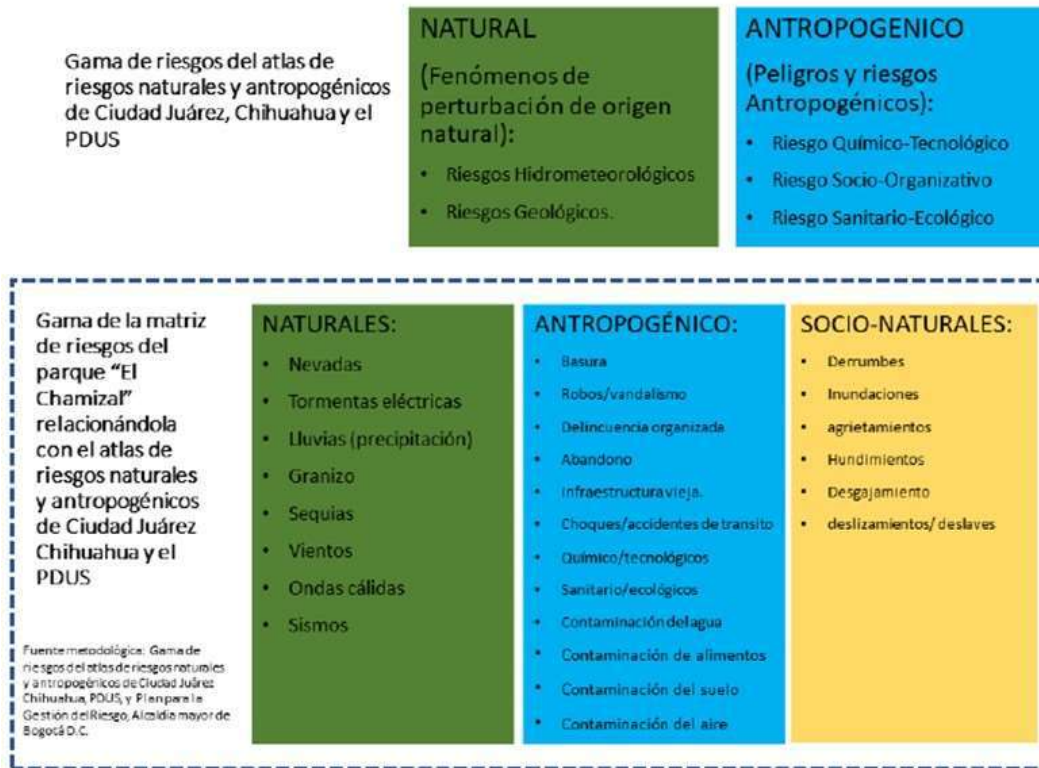 Gama de riesgos del atlas de
riesgos naturales y antropogénicos
de Ciudad Juárez, Chihuahua y el
PDUS
NATURAL
(Fenómenos de
perturbación de origen
natural):
• Riesgos Hidrometeorológicos
• Riesgos Geológicos.
ANTROPOGENICO
(Peligros y riesgos
Antropogénicos):
• Riesgo Químico-Tecnológico
• Riesgo Socio-Organizativo
• Riesgo Sanitario-Ecológico
Gama de la matriz
de riesgos del
parque “El
Chamizal”
relacionándola
con el atlas de
riesgos naturales
y antropogénicos
de Ciudad Juárez
Chihuahua y el
PDUS
Fuente metodológica: Gama de
riesgos del atlas de riesgos naturales
y antropogénicos de Ciudad Juárez
Chihuahua, PDUS, y Plan para la
Gestión del Riesgo, Alcaldía mayor de
Bogotá D.C.
NATURALES:
• Nevadas
• Tormentas eléctricas
• Lluvias (precipitación)
• Granizo
• Sequias
• Vientos
• Ondas cálidas
• Sismos
ANTROPOGÉNICO:
• Basura
• Robos/vandalismo
• Delincuencia organizada
• Abandono
• Infraestructura vieja.
• Choques/accidentes de transito
• Químico/tecnológicos
• Sanitario/ecológicos
• Contaminación del agua
• Contaminación de alimentos
• Contaminación del suelo
• Contaminación del aire
SOCIO-NATURALES:
• Derrumbes
• Inundaciones
• agrietamientos
• Hundimientos
• Desgajamiento
• deslizamientos/ deslaves